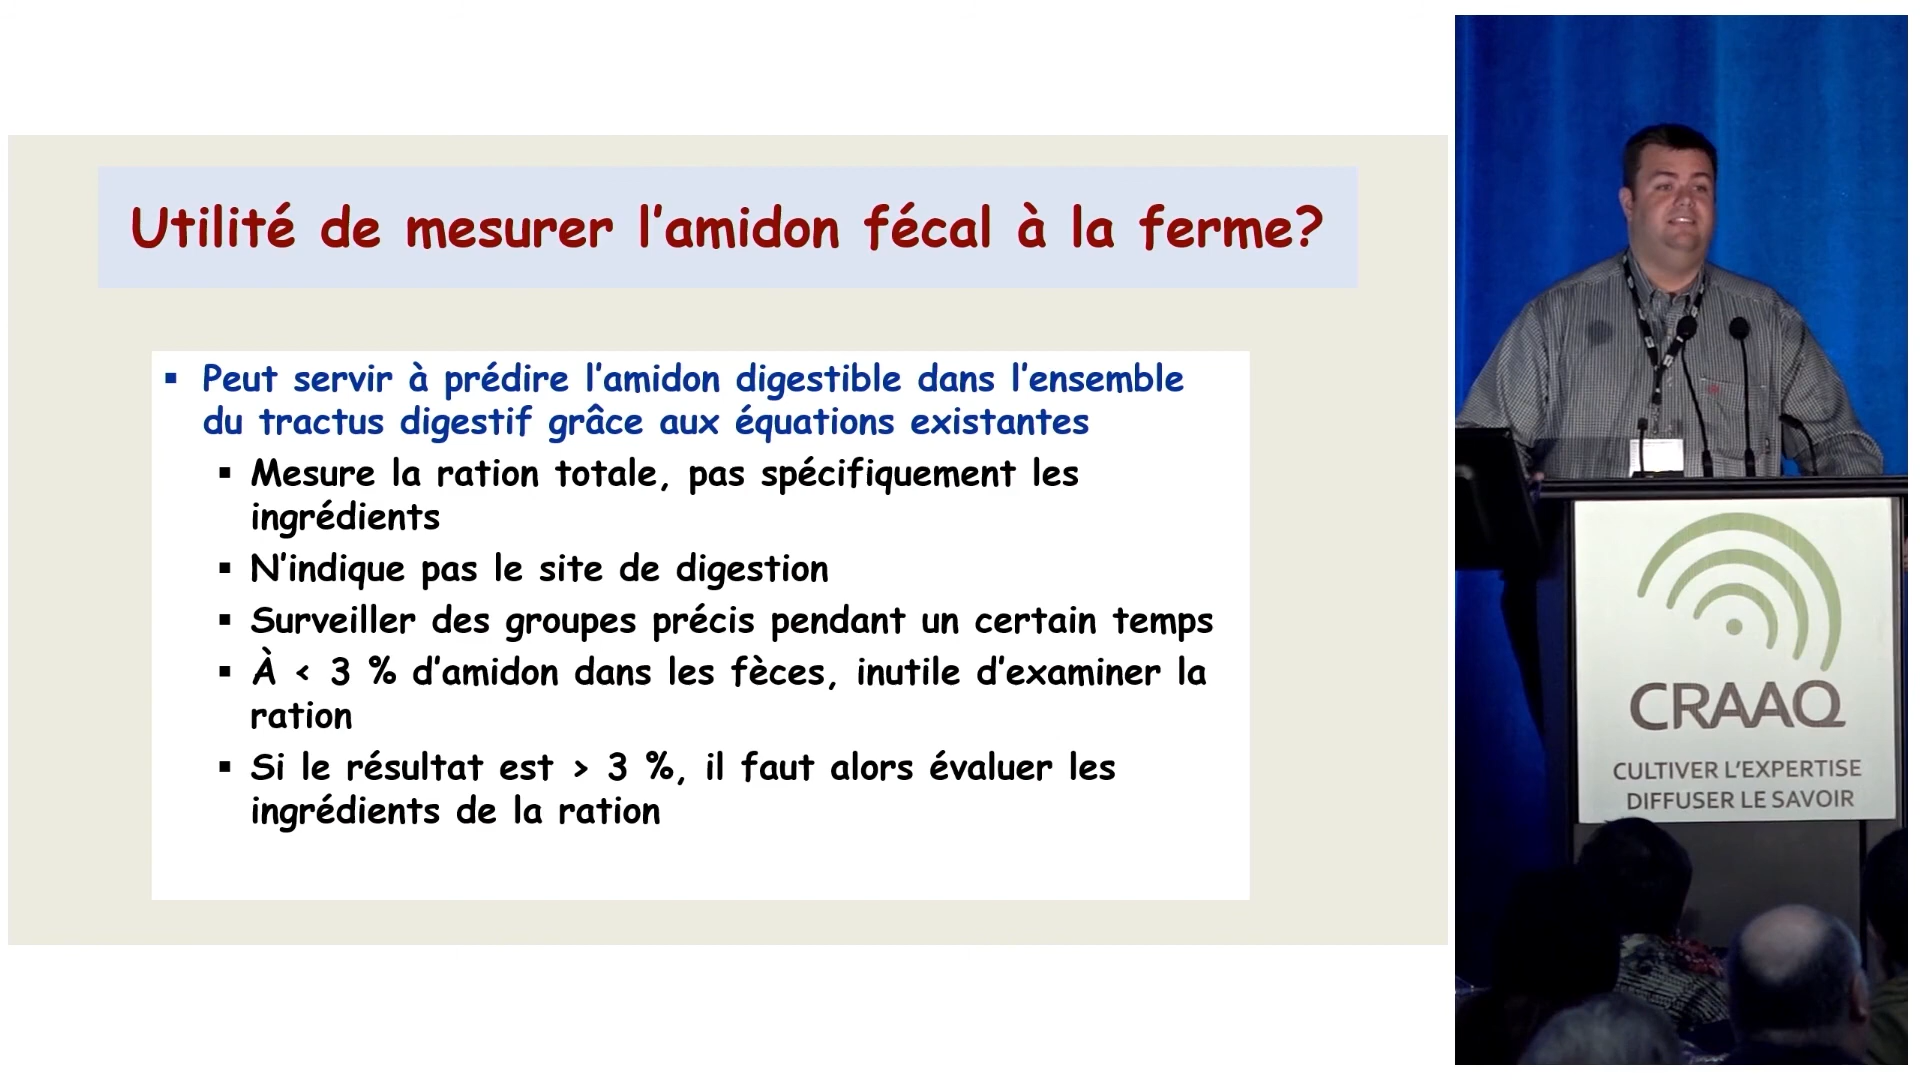 Utilité de mesurer l'amidon fécal à la ferme?
▪ Peut servir à prédire l'amidon digestible dans l'ensemble
du tractus digestif grâce aux équations existantes
▪ Mesure la ration totale, pas spécifiquement les
ingrédients
▪ N'indique pas le site de digestion
▪ Surveiller des groupes précis pendant un certain temps
▪ À < 3 % d'amidon dans les fèces, inutile d'examiner la
ration
▪ Si le résultat est > 3 %, il faut alors évaluer les
ingrédients de la ration
CRAAQ
CULTIVER L'EXPERTISE
DIFFUSER LE SAVOIR